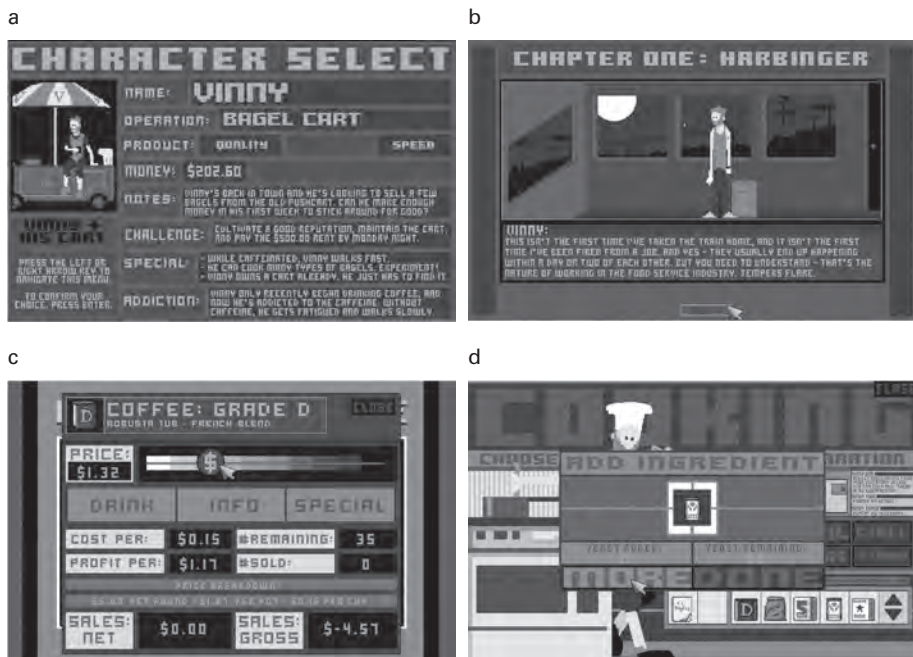 a
CHARACTER SELECT
V
NAME: VINNY
OPERATION: BAGEL CART
PRODUCT: QUALITY SPEED
MONEY: $202.60
NOTES: VINNY'S BACK IN TOWN AND HE'S LOOKING TO SELL A FEW
BAGELS FROM THE OLD PUSHCART. CAN HE MAKE ENOUGH
MONEY IN HIS FIRST WEEK TO STICK AROUND FOR GOOD?
CHALLENGE: CULTIVATE A GOOD REPUTATION, MAINTAIN THE CART,
AND PAY THE $500.00 RENT BY MONDAY NIGHT.
SPECIAL: - WHILE CAFFEINATED, VINNY WALKS FAST.
- HE CAN COOK MANY TYPES OF BAGELS. EXPERIMENT!
- VINNY OWNS A CART ALREADY. HE JUST HAS TO FIND IT.
ADDICTION: VINNY ONLY RECENTLY BEGAN DRINKING COFFEE, AND
NOW HE'S ADDICTED TO THE CAFFEINE. WITHOUT
CAFFEINE, HE GETS FATIGUED AND WALKS SLOWLY.
VINNY +
HIS CART
PRESS THE LEFT OR
RIGHT ARROW KEY TO
NAVIGATE THIS MENU.
TO CONFIRM YOUR
CHOICE, PRESS ENTER.
b
CHAPTER ONE: HARBINGER
VINNY:
THIS ISN'T THE FIRST TIME I'VE TAKEN THE TRAIN HOME, AND IT ISN'T THE FIRST
TIME I'VE BEEN FIRED FROM A JOB. AND YES - THEY USUALLY END UP HAPPENING
WITHIN A DAY OR TWO OF EACH OTHER. BUT YOU NEED TO UNDERSTAND - THAT'S THE
NATURE OF WORKING IN THE FOOD SERVICE INDUSTRY. TEMPERS FLARE.
c
D COFFEE: GRADE D CLOSE
ROBUSTA TUB - FRENCH BLEND
PRICE:
$1.32 $
DRINK INFO SPECIAL
COST PER: $0.15 #REMAINING: 35
PROFIT PER: $1.17 #SOLD: 0
PRICE BREAKDOWN
SALES: NET $0.00 SALES: GROSS $-4.57
d
COOKING
CHOOSE
ADD INGREDIENT
YEAST REMAINING:
MORE DONE
D 2 S